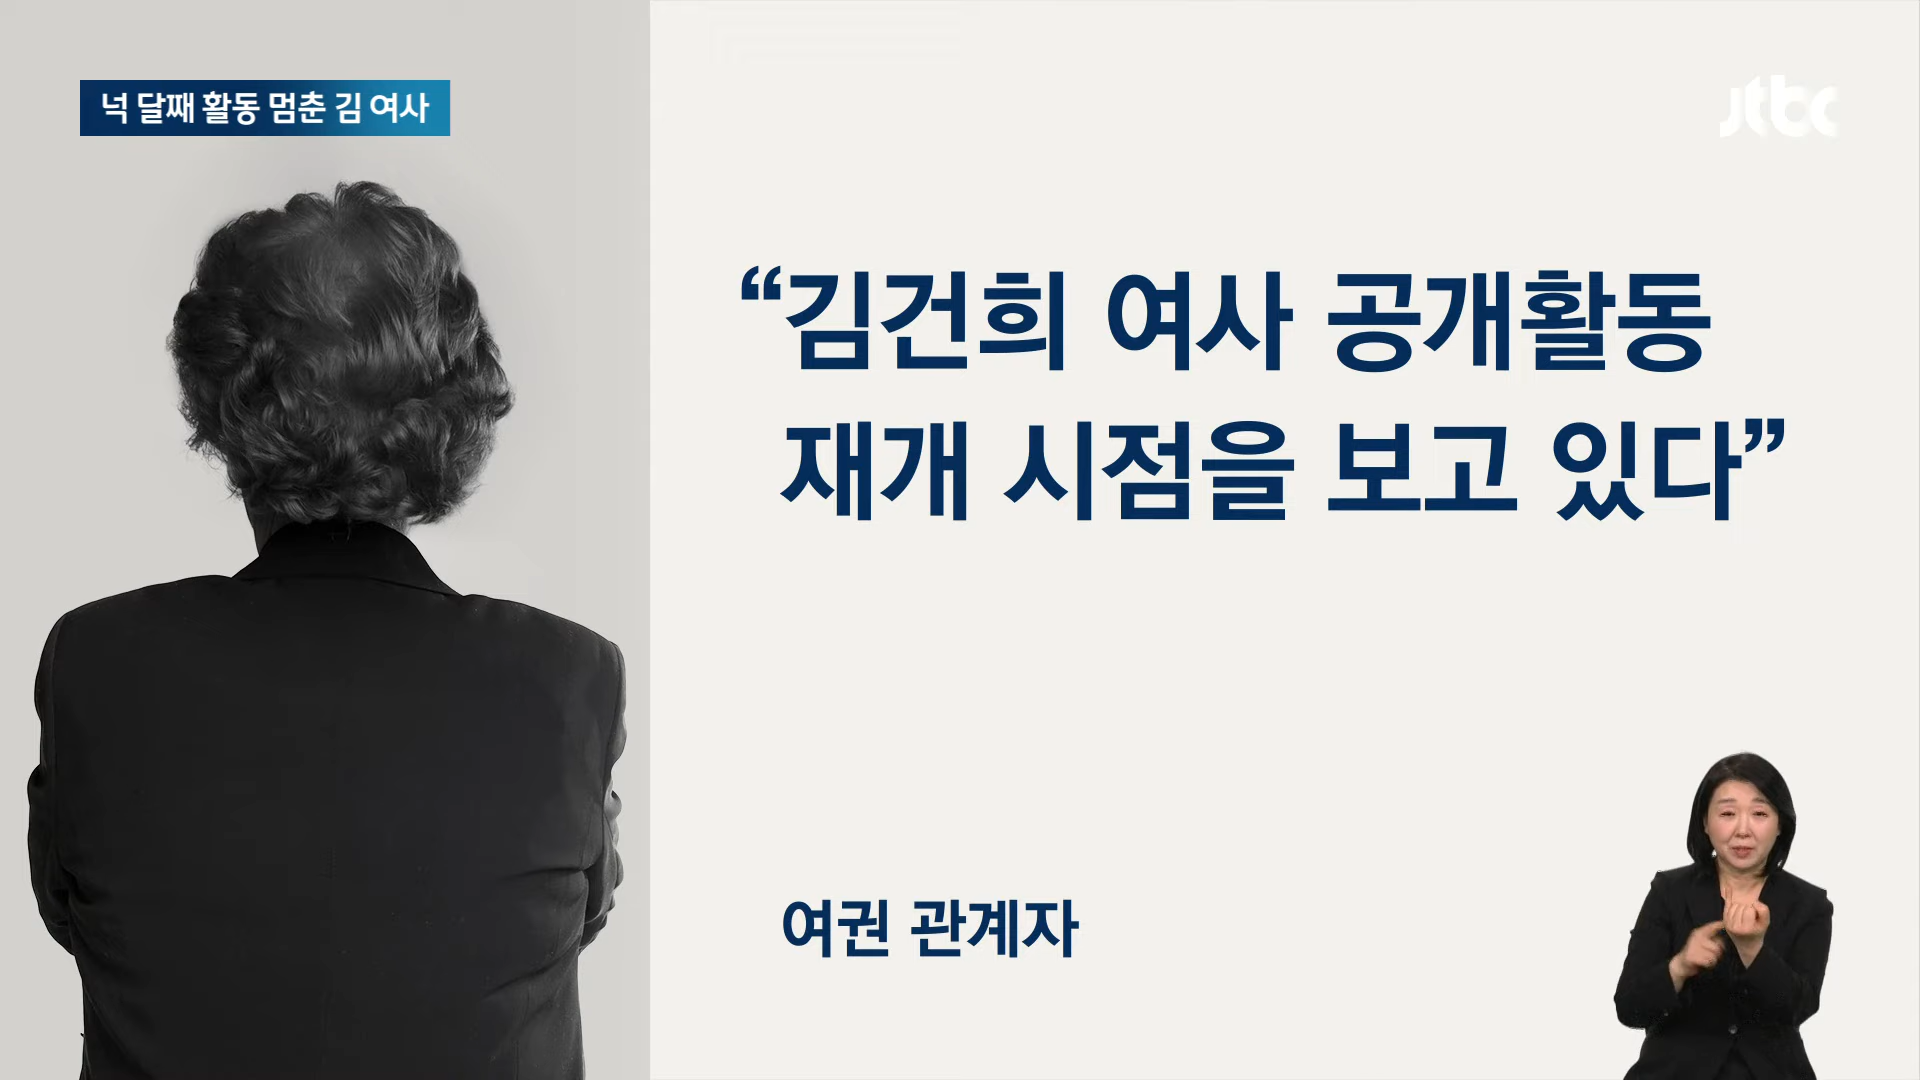 넉 달째 활동 멈춘 김 여사
jtbc
“김건희 여사 공개활동
재개 시점을 보고 있다”
여권 관계자